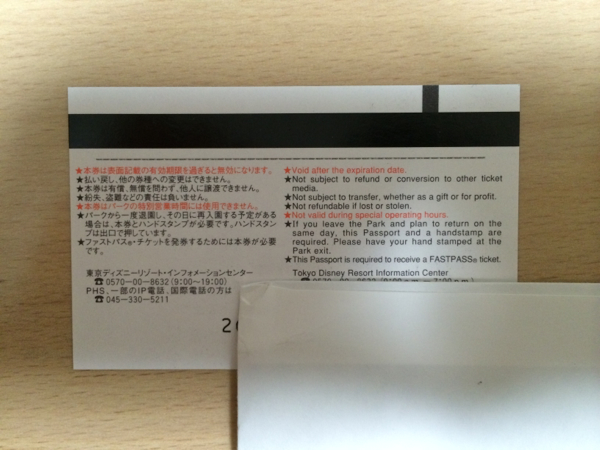 ★本券は表面記載の有効期限を過ぎると無効になります。
★払い戻し、他の券種への変更はできません。
★本券は有償、無償を問わず、他人に譲渡できません。
★紛失、盗難などの責任は負いません。
★本券はパークの特別営業時間には使用できません。
★パークから一度退園し、その日に再入園する予定がある
場合は、本券とハンドスタンプが必要です。ハンドスタン
プは出口で押しています。
★ファストパス®・チケットを発券するためには本券が必要
です。
東京ディズニーリゾート・インフォメーションセンター
☎0570-00-8632(9:00〜19:00)
PHS、一部のIP電話、国際電話の方は
☎045-330-5211
★Void after the expiration date.
★Not subject to refund or conversion to other ticket
media.
★Not subject to transfer, whether as a gift or for profit.
★Not refundable if lost or stolen.
★Not valid during special operating hours.
★If you leave the Park and plan to return on the
same day, this Passport and a handstamp are
required. Please have your hand stamped at the
Park exit.
★This Passport is required to receive a FASTPASS® ticket.
Tokyo Disney Resort Information Center